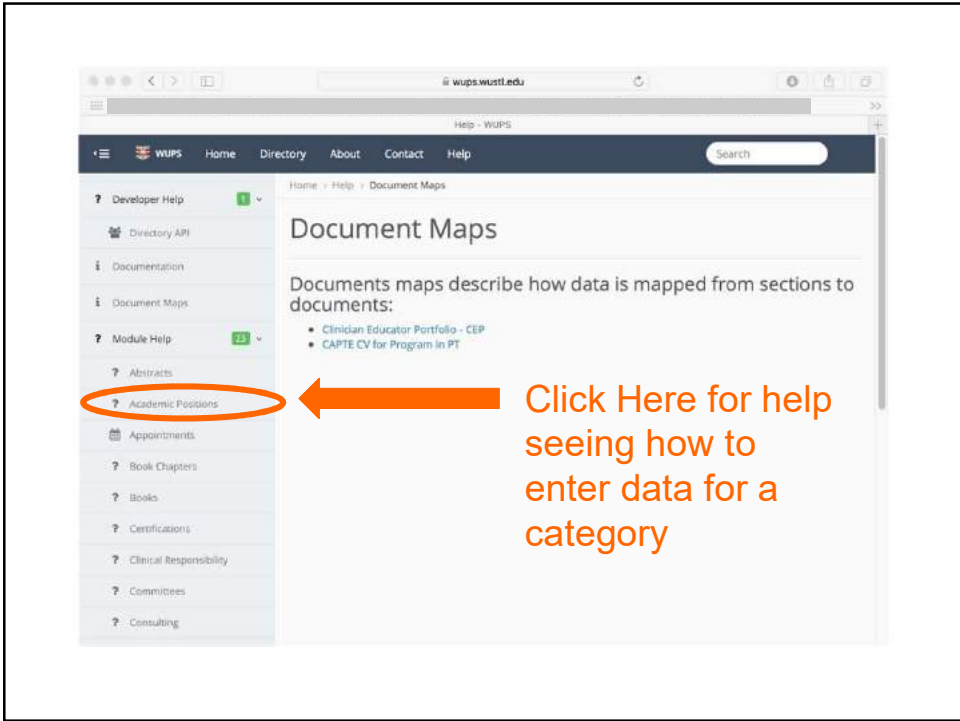 wups.wustl.edu
Help - WUPS
WUPS Home Directory About Contact Help Search
Home > Help > Document Maps
? Developer Help 1
Directory API
i Documentation
i Document Maps
? Module Help 23
? Abstracts
? Academic Positions
Appointments
? Book Chapters
? Books
? Certifications
? Clinical Responsibility
? Committees
? Consulting
Document Maps
Documents maps describe how data is mapped from sections to
documents:
• Clinician Educator Portfolio - CEP
• CAPTE CV for Program in PT
Click Here for help
seeing how to
enter data for a
category